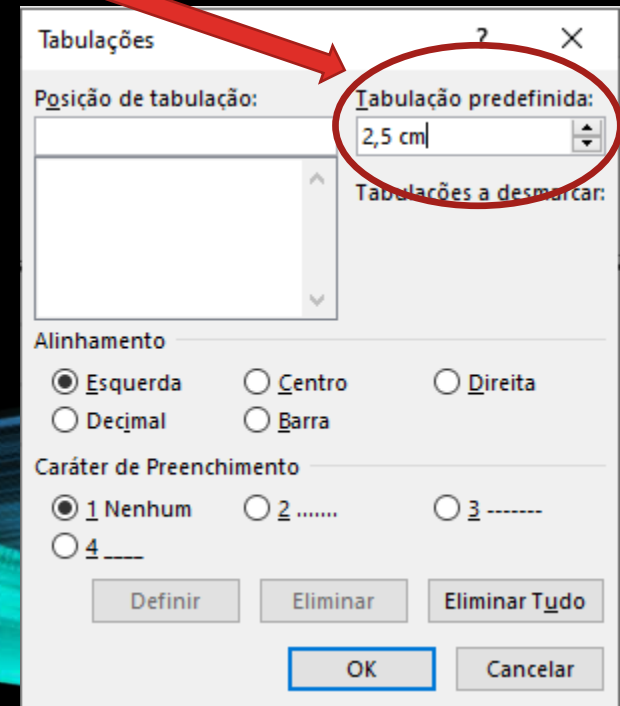 Tabulações ?
Posição de tabulação: Tabulação predefinida:
2,5 cm
Tabulações a desmarcar:
Alinhamento
Esquerda Centro Direita
Decimal Barra
Caráter de Preenchimento
1 Nenhum 2 ....... 3 -------
4 ____
Definir Eliminar Eliminar Tudo
OK Cancelar